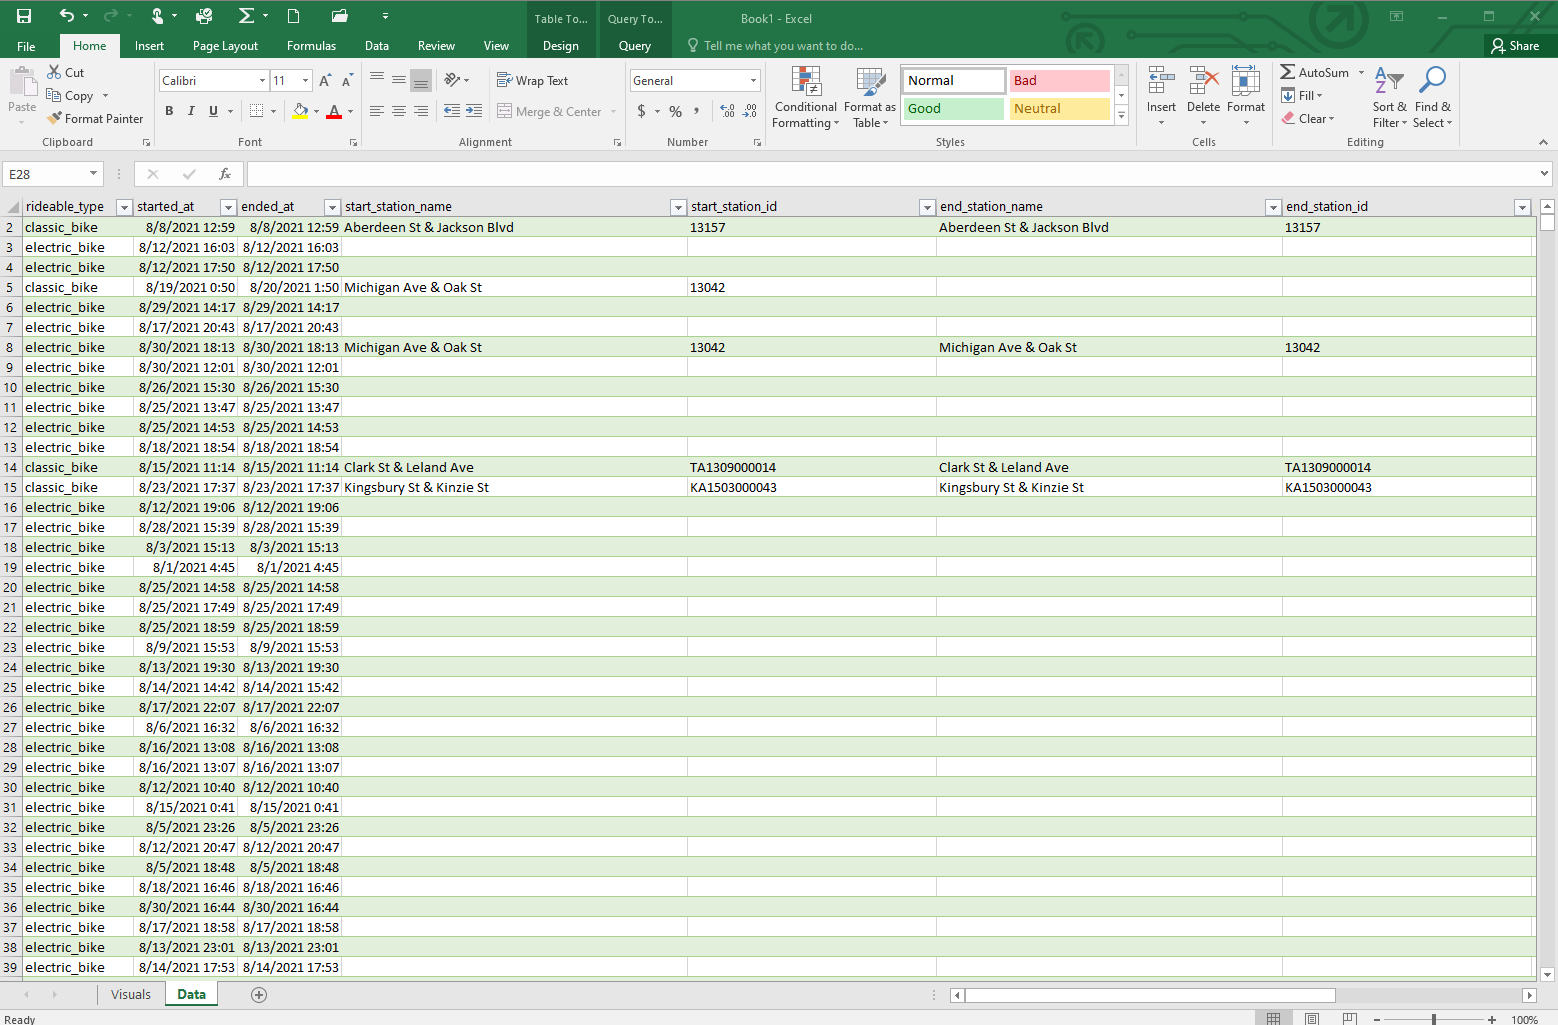 Table To... Query To... Book1 - Excel
File Home Insert Page Layout Formulas Data Review View Design Query Tell me what you want to do... Share
Paste Cut Copy Format Painter Clipboard
Calibri 11 B I U Font
Wrap Text Merge & Center Alignment
General $ % , .00 Number
Conditional Formatting Format as Table
Normal Bad Good Neutral Styles
Insert Delete Format Cells
AutoSum Fill Clear Sort & Filter Find & Select Editing
E28 fx
rideable_type started_at ended_at start_station_name start_station_id end_station_name end_station_id
2 classic_bike 8/8/2021 12:59 8/8/2021 12:59 Aberdeen St & Jackson Blvd 13157 Aberdeen St & Jackson Blvd 13157
3 electric_bike 8/12/2021 16:03 8/12/2021 16:03
4 electric_bike 8/12/2021 17:50 8/12/2021 17:50
5 classic_bike 8/19/2021 0:50 8/20/2021 1:50 Michigan Ave & Oak St 13042
6 electric_bike 8/29/2021 14:17 8/29/2021 14:17
7 electric_bike 8/17/2021 20:43 8/17/2021 20:43
8 electric_bike 8/30/2021 18:13 8/30/2021 18:13 Michigan Ave & Oak St 13042 Michigan Ave & Oak St 13042
9 electric_bike 8/30/2021 12:01 8/30/2021 12:01
10 electric_bike 8/26/2021 15:30 8/26/2021 15:30
11 electric_bike 8/25/2021 13:47 8/25/2021 13:47
12 electric_bike 8/25/2021 14:53 8/25/2021 14:53
13 electric_bike 8/18/2021 18:54 8/18/2021 18:54
14 classic_bike 8/15/2021 11:14 8/15/2021 11:14 Clark St & Leland Ave TA1309000014 Clark St & Leland Ave TA1309000014
15 classic_bike 8/23/2021 17:37 8/23/2021 17:37 Kingsbury St & Kinzie St KA1503000043 Kingsbury St & Kinzie St KA1503000043
16 electric_bike 8/12/2021 19:06 8/12/2021 19:06
17 electric_bike 8/28/2021 15:39 8/28/2021 15:39
18 electric_bike 8/3/2021 15:13 8/3/2021 15:13
19 electric_bike 8/1/2021 4:45 8/1/2021 4:45
20 electric_bike 8/25/2021 14:58 8/25/2021 14:58
21 electric_bike 8/25/2021 17:49 8/25/2021 17:49
22 electric_bike 8/25/2021 18:59 8/25/2021 18:59
23 electric_bike 8/9/2021 15:53 8/9/2021 15:53
24 electric_bike 8/13/2021 19:30 8/13/2021 19:30
25 electric_bike 8/14/2021 14:42 8/14/2021 15:42
26 electric_bike 8/17/2021 22:07 8/17/2021 22:07
27 electric_bike 8/6/2021 16:32 8/6/2021 16:32
28 electric_bike 8/16/2021 13:08 8/16/2021 13:08
29 electric_bike 8/16/2021 13:07 8/16/2021 13:07
30 electric_bike 8/12/2021 10:40 8/12/2021 10:40
31 electric_bike 8/15/2021 0:41 8/15/2021 0:41
32 electric_bike 8/5/2021 23:26 8/5/2021 23:26
33 electric_bike 8/12/2021 20:47 8/12/2021 20:47
34 electric_bike 8/5/2021 18:48 8/5/2021 18:48
35 electric_bike 8/18/2021 16:46 8/18/2021 16:46
36 electric_bike 8/30/2021 16:44 8/30/2021 16:44
37 electric_bike 8/17/2021 18:58 8/17/2021 18:58
38 electric_bike 8/13/2021 23:01 8/13/2021 23:01
39 electric_bike 8/14/2021 17:53 8/14/2021 17:53
Visuals Data
Ready 100%